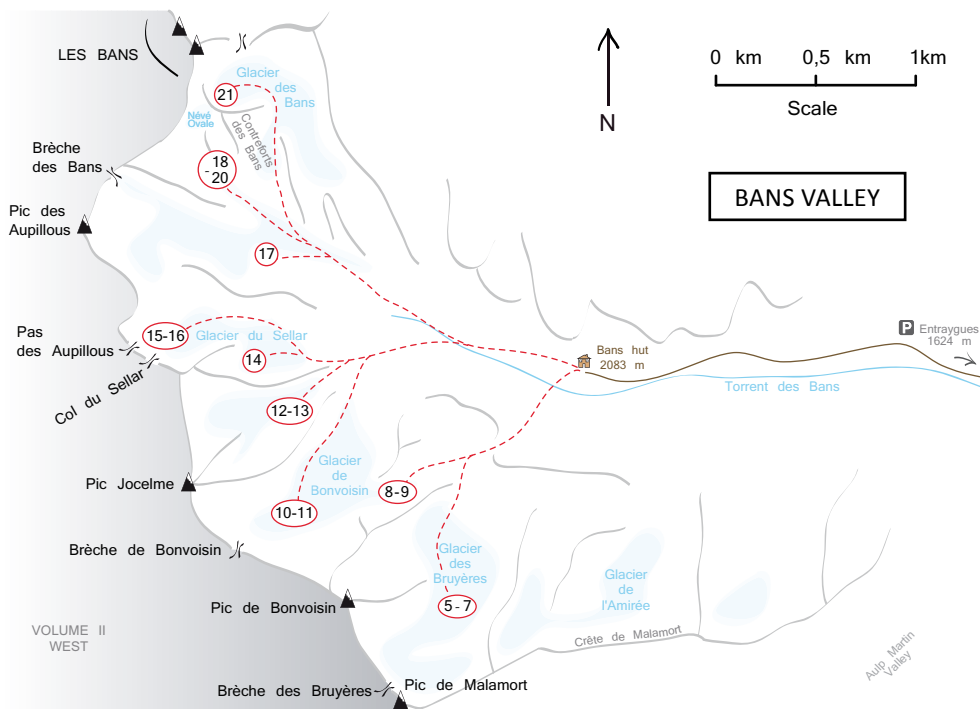 LES BANS
Glacier
des
Bans
0 km
0,5 km
1km
Scale
N
21
Névé
Ovale
Contreforts
des Bans
18
-
20
Brèche
des Bans
BANS VALLEY
Pic des
Aupillous
17
Pas
des Aupillous
15-16
Glacier du Sellar
14
Col du Sellar
Bans hut
2083 m
P
Entraygues
1624 m
Torrent des Bans
12-13
Pic Jocelme
Glacier
de
Bonvoisin
8-9
10-11
Brèche de Bonvoisin
Glacier
des
Bruyères
Glacier
de
l'Amirée
Pic de Bonvoisin
5-7
VOLUME II
WEST
Crête de Malamort
Aulp Martin
Valley
Brèche des Bruyères
Pic de Malamort